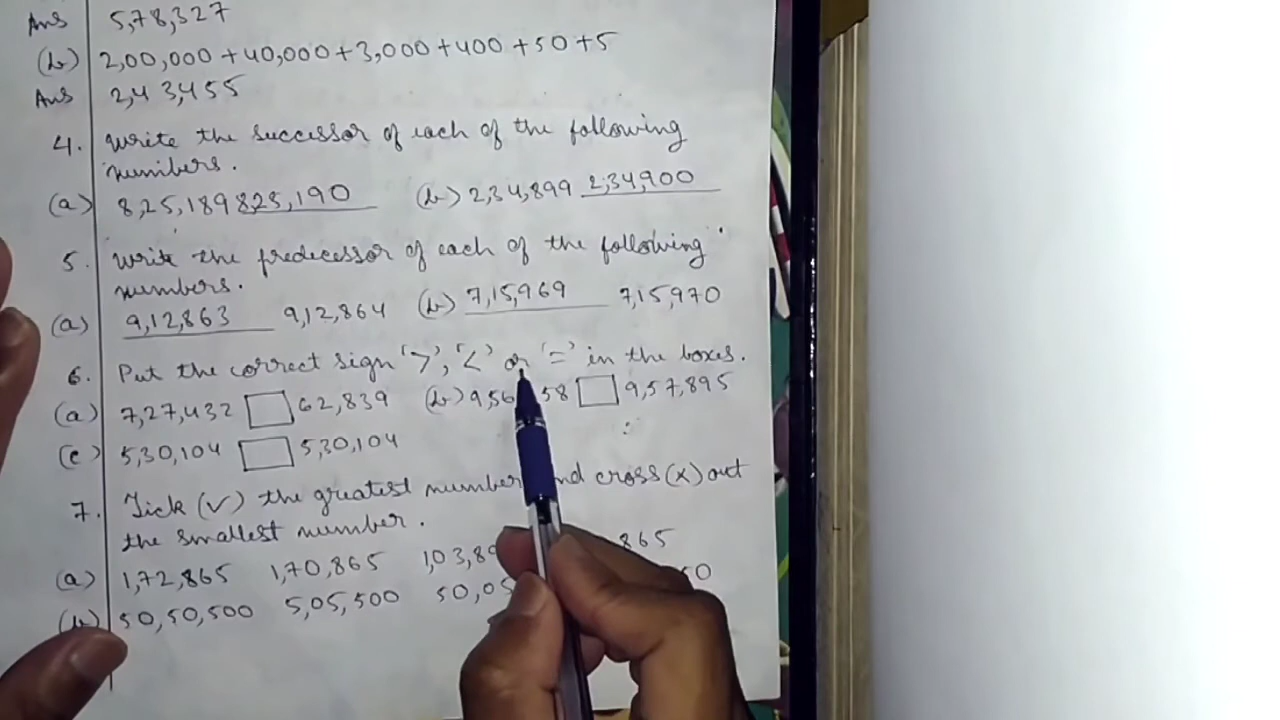 Ans 5,78,327
(b) 2,00,000 + 40,000 + 3,000 + 400 + 50 + 5
Ans 2,43,455
4. Write the successor of each of the following
numbers.
(a) 8,25,189 8,25,190 (b) 2,34,899 2,34,900
5. Write the predecessor of each of the following
numbers.
(a) 9,12,863 9,12,864 (b) 7,15,969 7,15,970
6. Put the correct sign '>', '<' or '=' in the boxes.
(a) 7,27,432 62,839 (b) 9,57,895
(c) 5,30,104 5,30,104
7. Tick (✓) the greatest number and cross (x) out
the smallest number.
(a) 1,72,865 1,70,865
(b) 50,50,500 5,05,500